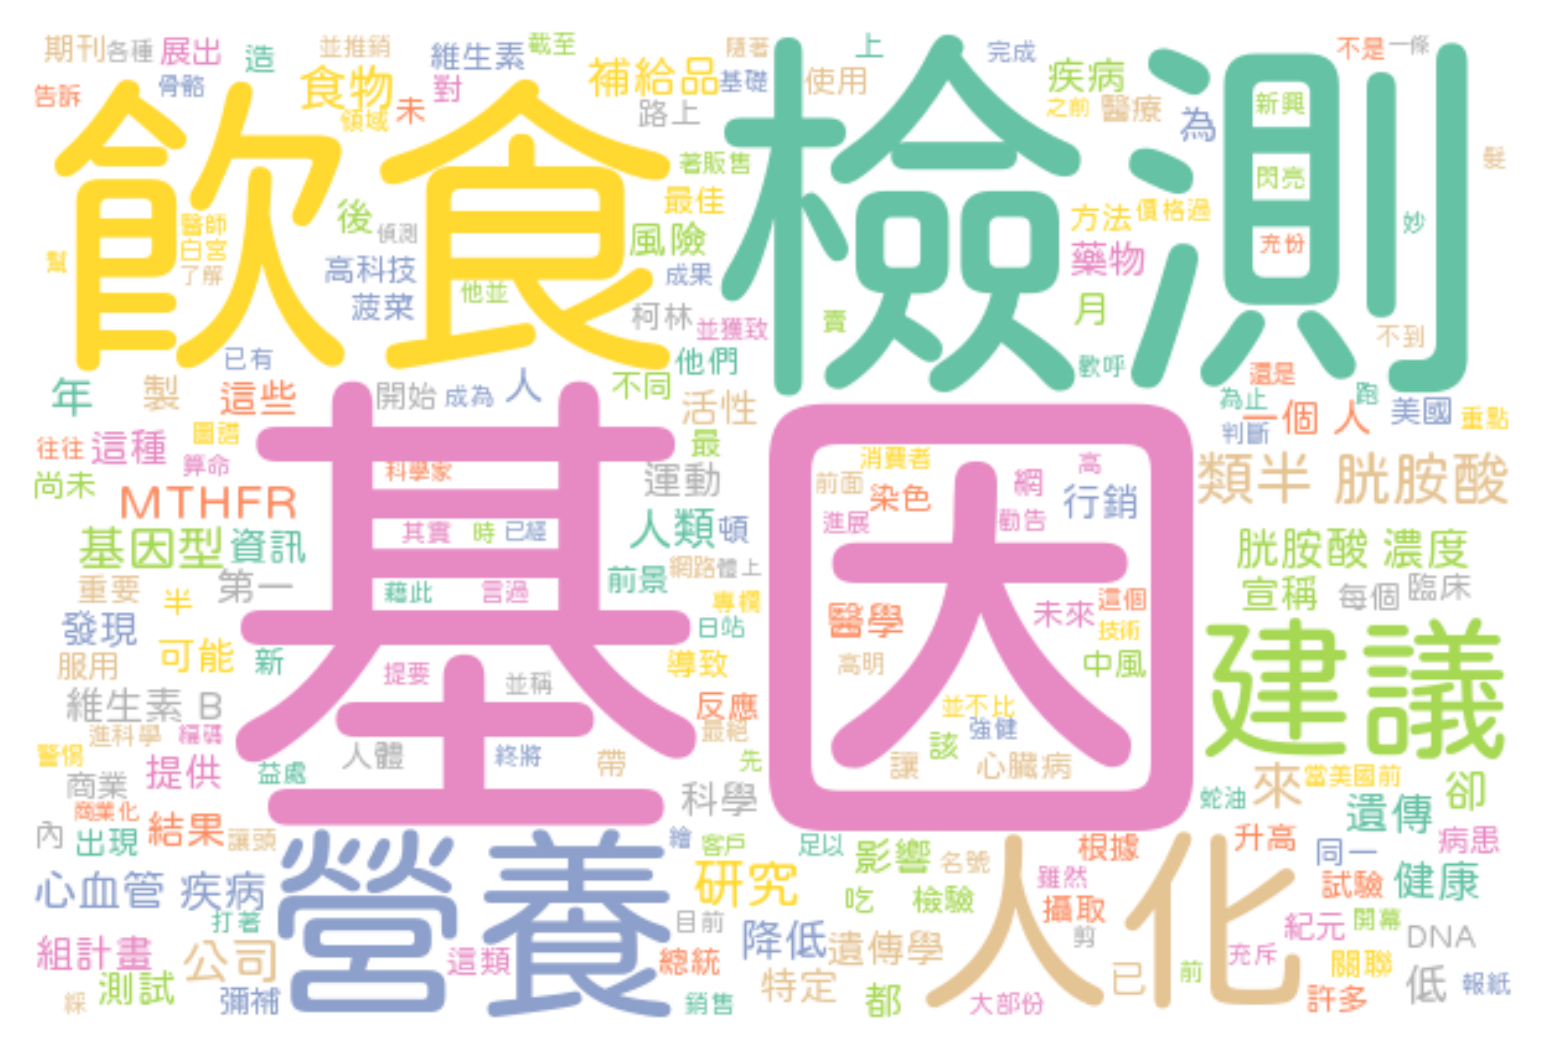 期刊
各種
展出
造
並推銷
維生素
截至
隨著
上
完成
不是
一條
告訴
骨骼
食物
領域
未
對
補給品
基礎
使用
路上
疾病
之前
醫療
為
新興
髮
飲食
檢測
醫師
白宮
了解
後
偵測
著販售
最佳
風險
閃亮
方法
價格過
妙
充份
幫
高科技
菠菜
他並
成果
柯林
並獲致
藥物
月
賣
不到
已有
他們
歡呼
還是
年
製
這些
開始
成為
人
不同
活性
為止
一個 人
跑
美國
重點
判斷
往往
這種
圖譜
算命
科學家
最
運動
消費者
前面
染色
進展
網
高
勸告
行銷
類半 胱胺酸
尚未
MTHFR
基因
基因型
資訊
其實
時
已經
人類
頓
胱胺酸 濃度
重要
半
第一
藉此
言過
前景
網路
體上
專欄
醫學
未來
這個
技術
宣稱
每個
臨床
發現
可能
新
服用
日站
導致
高明
中風
建議
提要
並稱
維生素 B
反應
最絕
並不比
強健
進科學
編碼
警惕
商業
提供
益處
人體
終將
帶
先
該
讓
心臟病
當美國前
來
卻
蛇油
商業化
科學
遺傳
內
出現
結果
讓頭
營養
繪
客戶
足以
影響
名號
人化
根據
升高
同一
病患
心血管 疾病
研究
吃
檢驗
雖然
攝取
試驗
健康
打著
目前
降低
遺傳學
剪
紀元
開幕
DNA
組計畫
公司
這類
總統
充斥
關聯
測試
綵
彌補
銷售
特定
都
大部份
已
前
許多
低
報紙